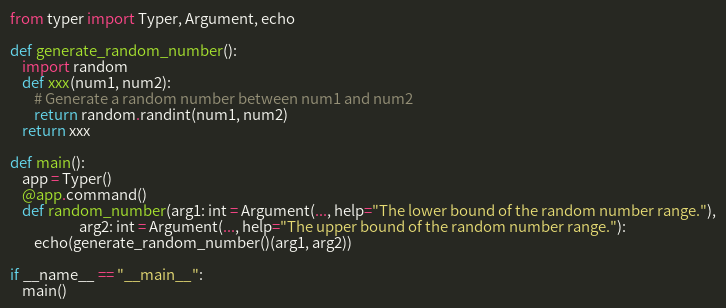 from typer import Typer, Argument, echo

def generate_random_number():
    import random
    def xxx(num1, num2):
        # Generate a random number between num1 and num2
        return random.randint(num1, num2)
    return xxx

def main():
    app = Typer()
    @app.command()
    def random_number(arg1: int = Argument(..., help="The lower bound of the random number range."),
                      arg2: int = Argument(..., help="The upper bound of the random number range."):
        echo(generate_random_number()(arg1, arg2))

if __name__ == "__main__":
    main()